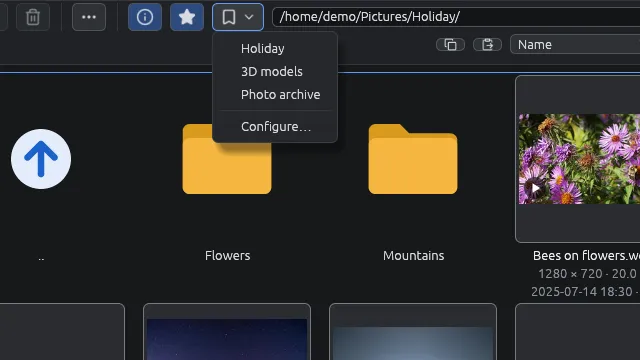 /home/demo/Pictures/Holiday/
Name
Holiday
3D models
Photo archive
Configure...
..
Flowers
Mountains
Bees on flowers.we
1280 × 720 · 20.0
2025-07-14 18:30 ·